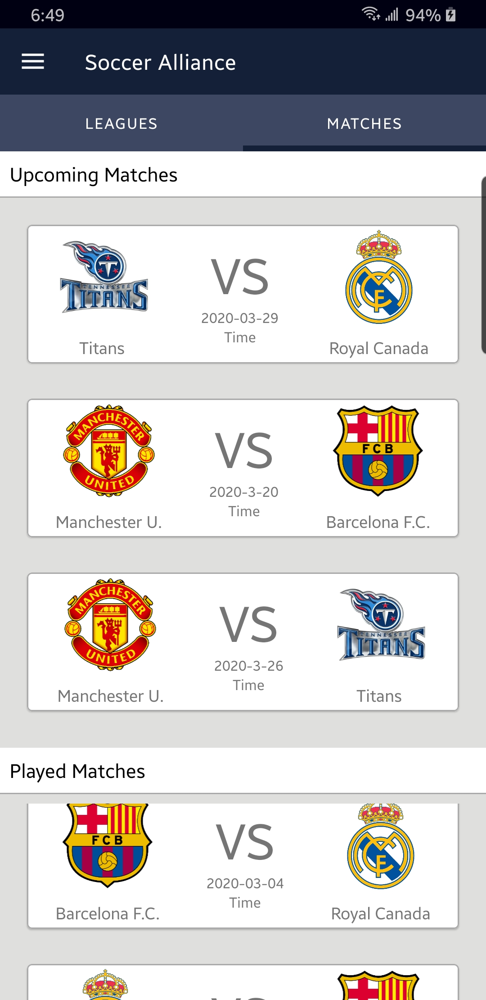 6:49 94%
Soccer Alliance
LEAGUES MATCHES
Upcoming Matches
TENNESSEE
TITANS
VS
2020-03-29
Time
Titans
Royal Canada
MANCHESTER
UNITED
VS
2020-3-20
Time
FCB
Manchester U.
Barcelona F.C.
MANCHESTER
UNITED
VS
2020-3-26
Time
TENNESSEE
TITANS
Manchester U.
Titans
Played Matches
FCB
VS
2020-03-04
Time
Barcelona F.C.
Royal Canada
VS